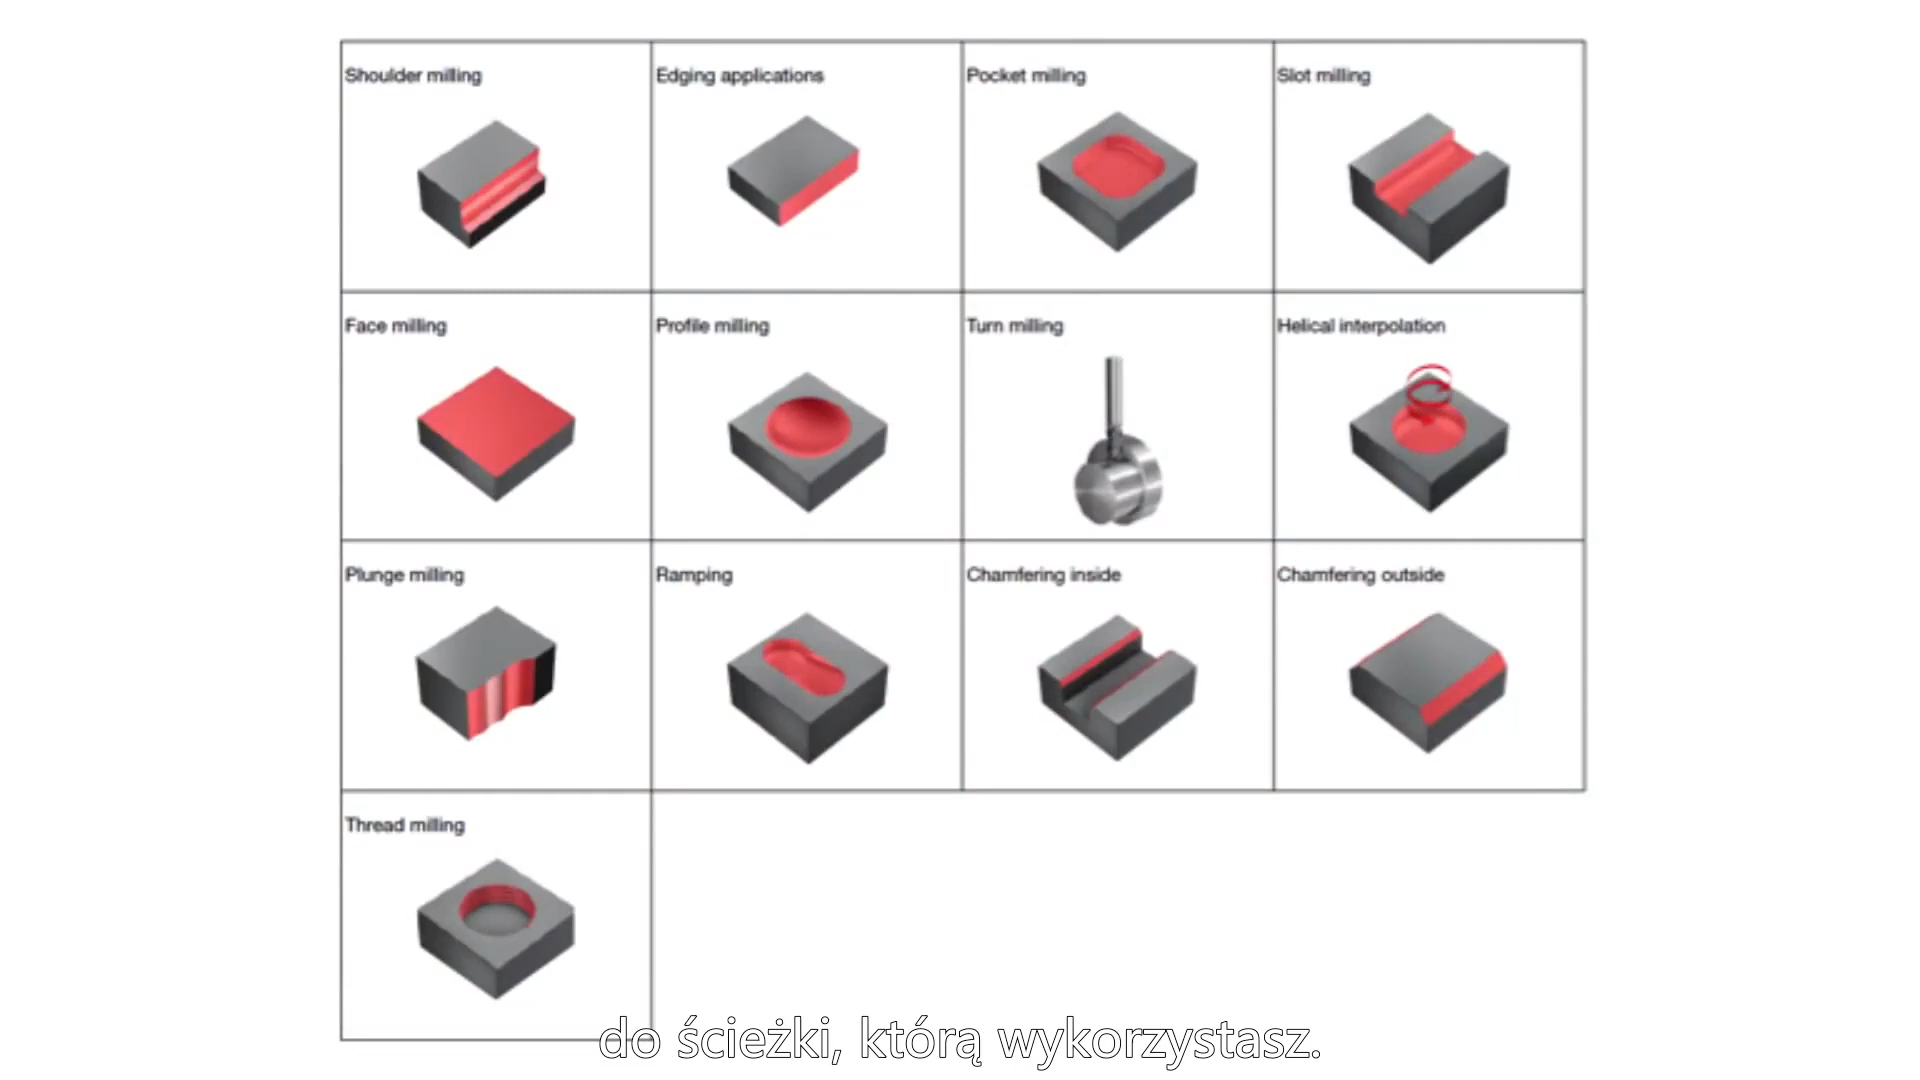 Shoulder milling
Edging applications
Pocket milling
Slot milling
Face milling
Profile milling
Turn milling
Helical interpolation
Plunge milling
Ramping
Chamfering inside
Chamfering outside
Thread milling
do ścieżki, którą wykorzystasz.